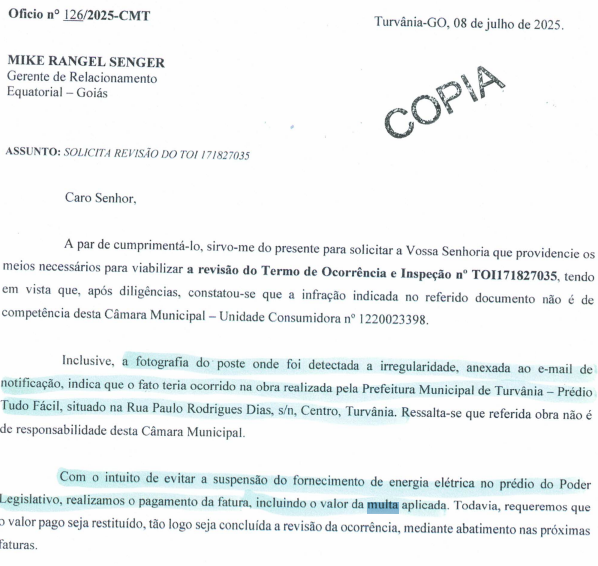 Oficio nº 126/2025-CMT
Turvânia-GO, 08 de julho de 2025.
MIKE RANGEL SENGER
Gerente de Relacionamento
Equatorial – Goiás
COPIA
ASSUNTO: SOLICITA REVISÃO DO TOI 171827035
Caro Senhor,
A par de cumprimentá-lo, sirvo-me do presente para solicitar a Vossa Senhoria que providencie os
meios necessários para viabilizar a revisão do Termo de Ocorrência e Inspeção nº TOI171827035, tendo
em vista que, após diligências, constatou-se que a infração indicada no referido documento não é de
competência desta Câmara Municipal – Unidade Consumidora nº 1220023398.
Inclusive, a fotografia do poste onde foi detectada a irregularidade, anexada ao e-mail de
notificação, indica que o fato teria ocorrido na obra realizada pela Prefeitura Municipal de Turvânia – Prédio
Tudo Fácil, situado na Rua Paulo Rodrigues Dias, s/n, Centro, Turvânia. Ressalta-se que referida obra não é
de responsabilidade desta Câmara Municipal.
Com o intuito de evitar a suspensão do fornecimento de energia elétrica no prédio do Poder
Legislativo, realizamos o pagamento da fatura, incluindo o valor da multa aplicada. Todavia, requeremos que
o valor pago seja restituído, tão logo seja concluída a revisão da ocorrência, mediante abatimento nas próximas
faturas.